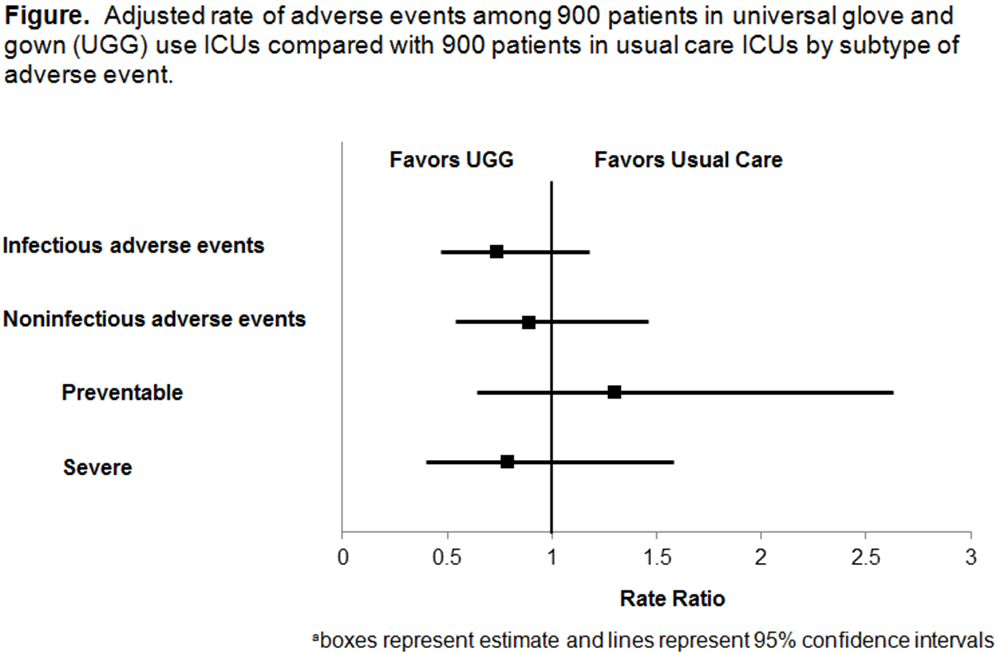 Figure. Adjusted rate of adverse events among 900 patients in universal glove and
gown (UGG) use ICUs compared with 900 patients in usual care ICUs by subtype of
adverse event.
Favors UGG Favors Usual Care
Infectious adverse events
Noninfectious adverse events
Preventable
Severe
0 0.5 1 1.5 2 2.5 3
Rate Ratio
ᵃboxes represent estimate and lines represent 95% confidence intervals